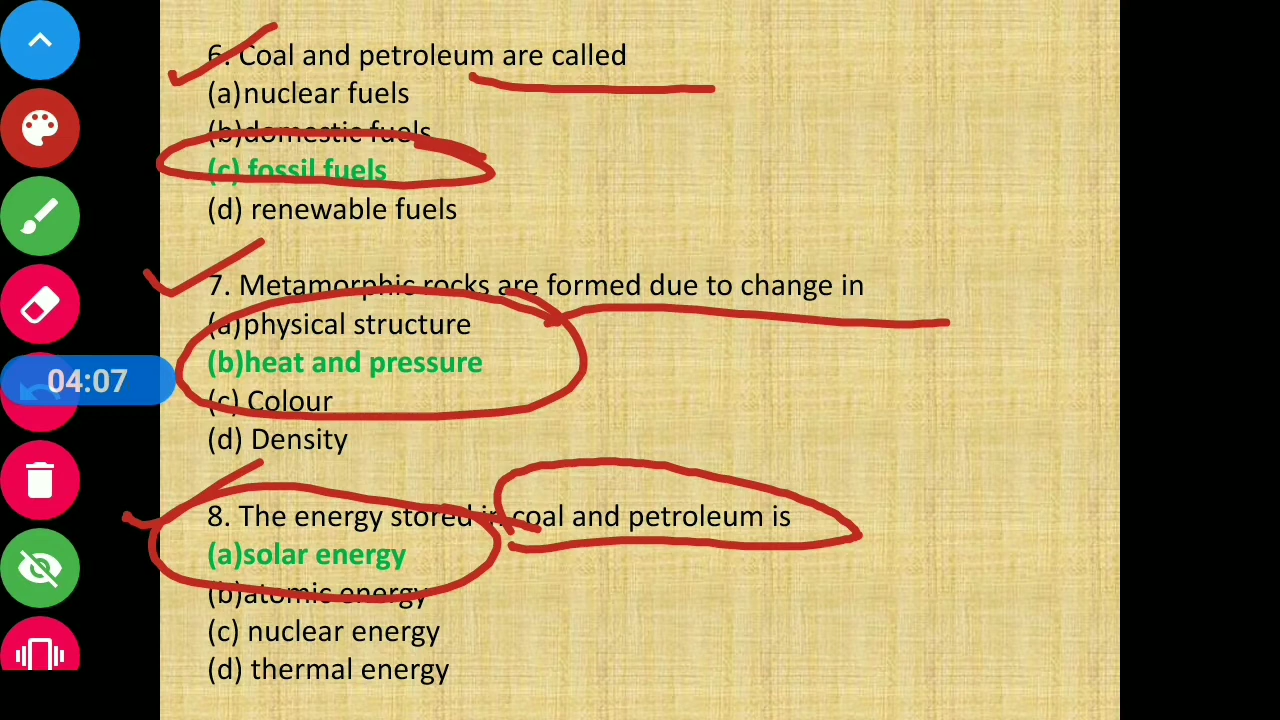 6. Coal and petroleum are called
(a)nuclear fuels
(b)domestic fuels
(c) fossil fuels
(d) renewable fuels
7. Metamorphic rocks are formed due to change in
(a)physical structure
(b)heat and pressure
04:07
(c) Colour
(d) Density
8. The energy stored in coal and petroleum is
(a)solar energy
(b)atomic energy
(c) nuclear energy
(d) thermal energy